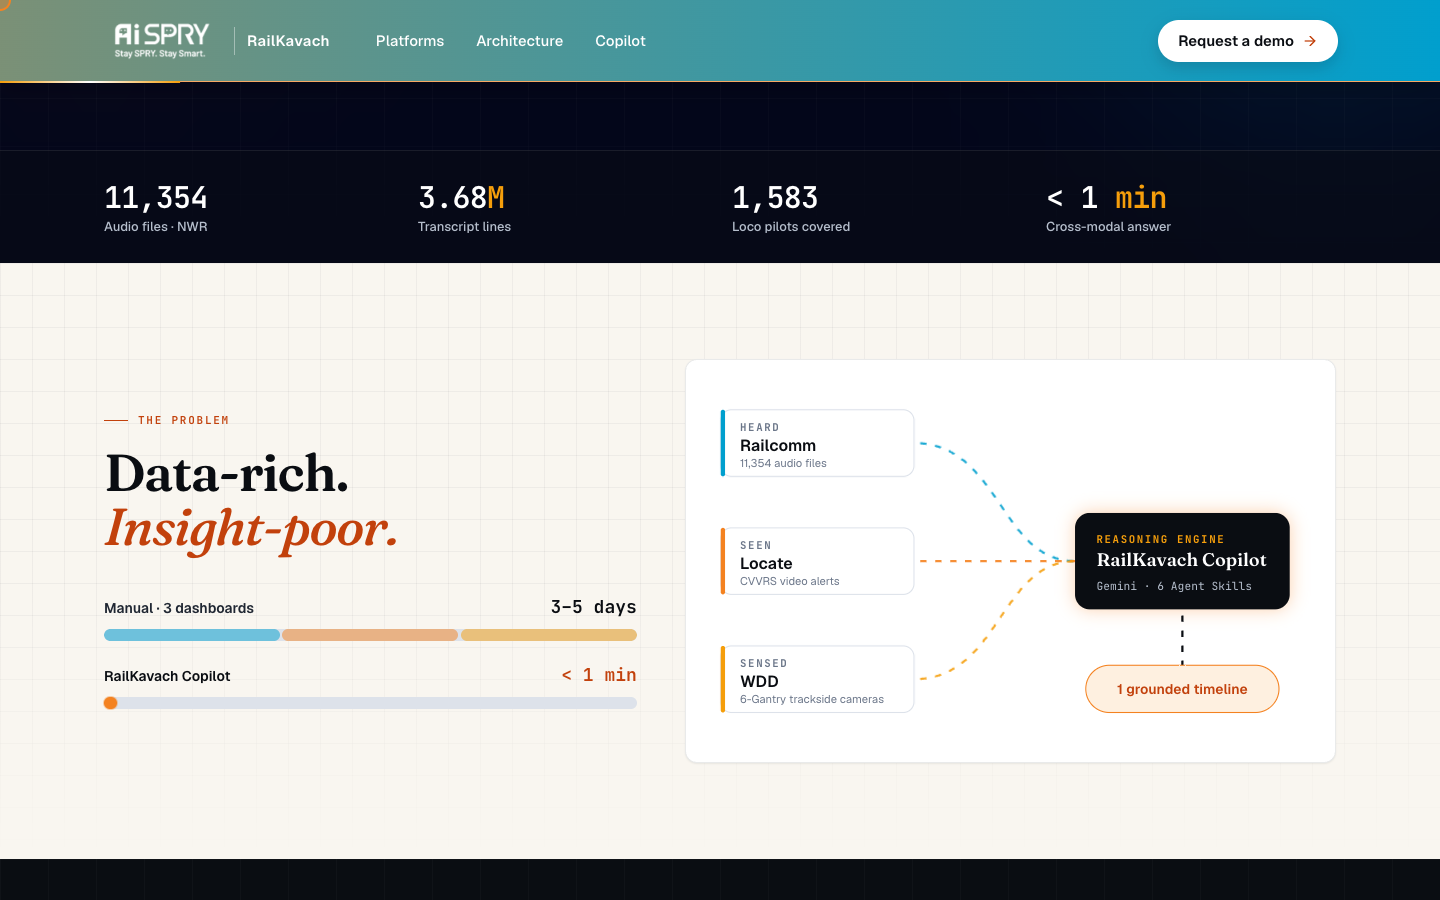 AiSPRY
Stay SPRY. Stay Smart.
RailKavach
Platforms
Architecture
Copilot
Request a demo →
11,354
Audio files · NWR
3.68M
Transcript lines
1,583
Loco pilots covered
< 1 min
Cross-modal answer
THE PROBLEM
Data-rich.
Insight-poor.
Manual · 3 dashboards
3–5 days
RailKavach Copilot
< 1 min
HEARD
Railcomm
11,354 audio files
SEEN
Locate
CVVRS video alerts
SENSED
WDD
6-Gantry trackside cameras
REASONING ENGINE
RailKavach Copilot
Gemini · 6 Agent Skills
1 grounded timeline